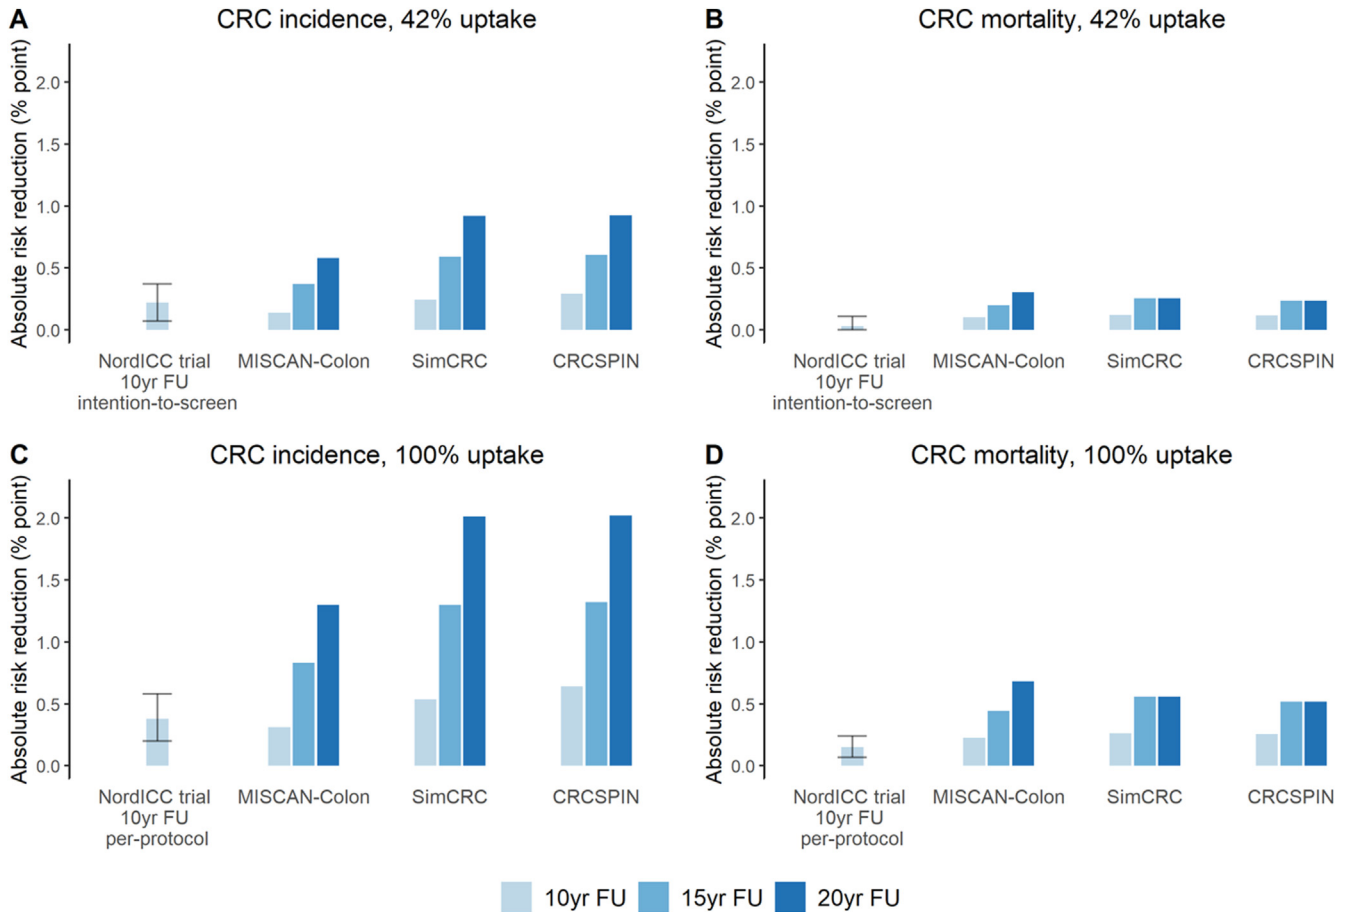 A CRC incidence, 42% uptake
Absolute risk reduction (% point)
2.0
1.5
1.0
0.5
0.0
NordICC trial
10yr FU
intention-to-screen
MISCAN-Colon
SimCRC
CRCSPIN
B CRC mortality, 42% uptake
Absolute risk reduction (% point)
2.0
1.5
1.0
0.5
0.0
NordICC trial
10yr FU
intention-to-screen
MISCAN-Colon
SimCRC
CRCSPIN
C CRC incidence, 100% uptake
Absolute risk reduction (% point)
2.0
1.5
1.0
0.5
0.0
NordICC trial
10yr FU
per-protocol
MISCAN-Colon
SimCRC
CRCSPIN
D CRC mortality, 100% uptake
Absolute risk reduction (% point)
2.0
1.5
1.0
0.5
0.0
NordICC trial
10yr FU
per-protocol
MISCAN-Colon
SimCRC
CRCSPIN
10yr FU 15yr FU 20yr FU